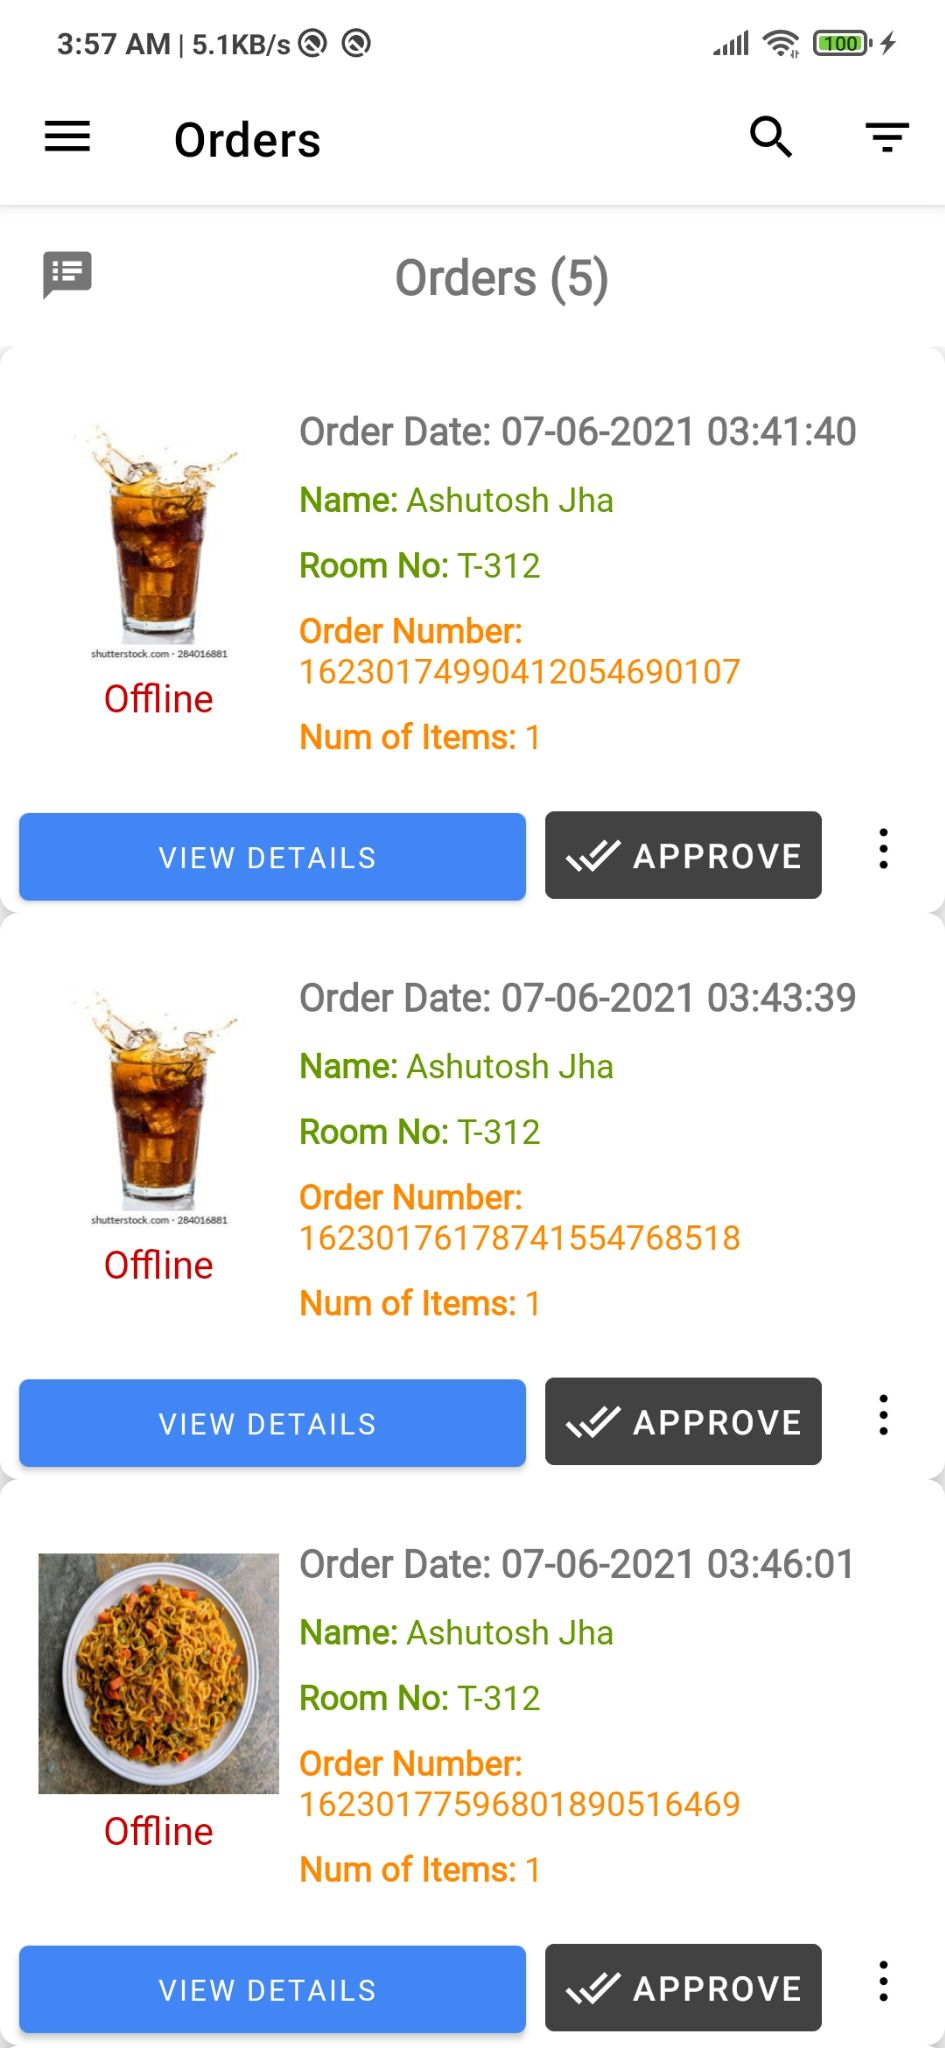 3:57 AM | 5.1KB/s 100
Orders
Orders (5)
Order Date: 07-06-2021 03:41:40
Name: Ashutosh Jha
Room No: T-312
Order Number:
16230174990412054690107
Num of Items: 1
shutterstock.com · 284016881
Offline
VIEW DETAILS
APPROVE
Order Date: 07-06-2021 03:43:39
Name: Ashutosh Jha
Room No: T-312
Order Number:
16230176178741554768518
Num of Items: 1
shutterstock.com · 284016881
Offline
VIEW DETAILS
APPROVE
Order Date: 07-06-2021 03:46:01
Name: Ashutosh Jha
Room No: T-312
Order Number:
16230177596801890516469
Num of Items: 1
Offline
VIEW DETAILS
APPROVE